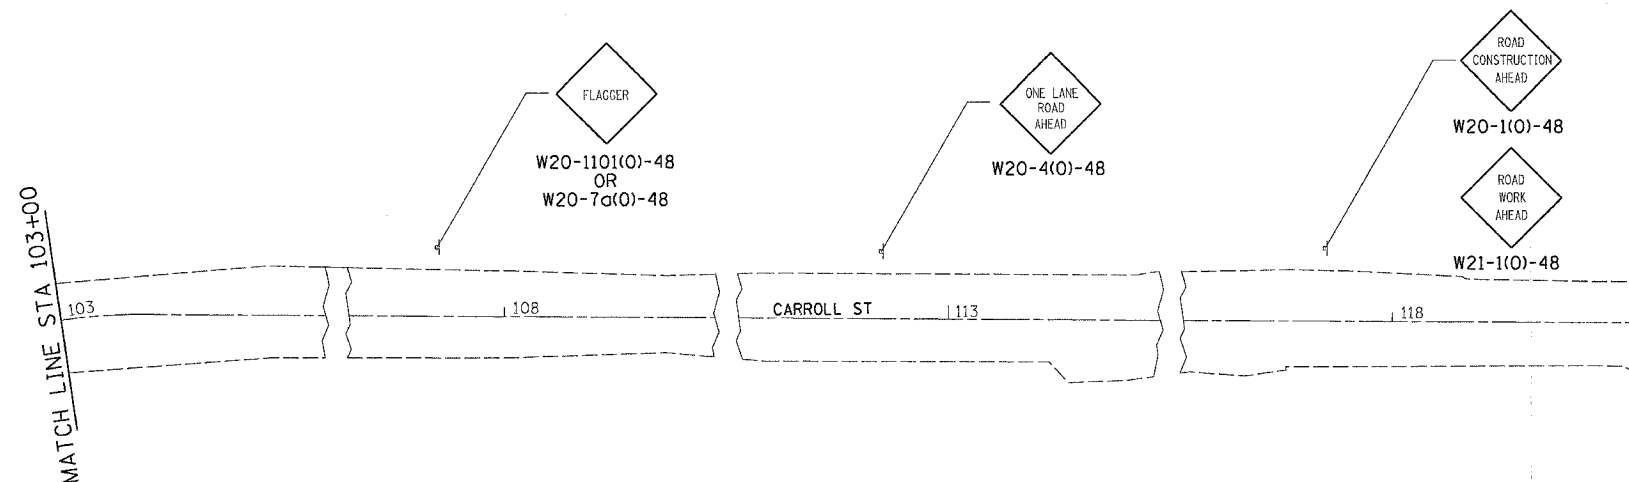 FLAGGER
W20-1101(O)-48
OR
W20-7a(O)-48
ONE LANE
ROAD
AHEAD
W20-4(O)-48
ROAD
CONSTRUCTION
AHEAD
W20-1(O)-48
ROAD
WORK
AHEAD
W21-1(O)-48
MATCH LINE STA 103+00
103
108
CARROLL ST
113
118